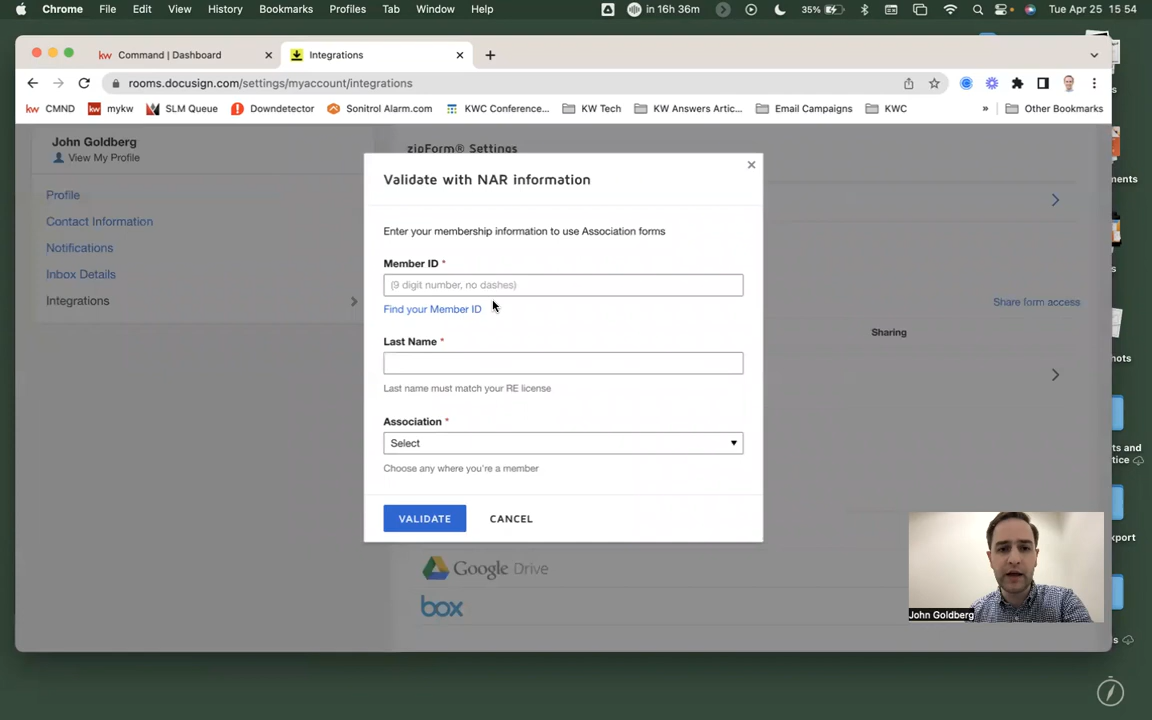 Chrome File Edit View History Bookmarks Profiles Tab Window Help in 16h 36m 35% Tue Apr 25 15 54
kw Command | Dashboard Integrations
rooms.docusign.com/settings/myaccount/integrations
kw CMND kw mykw SLM Queue Downdetector Sonitrol Alarm.com KWC Conference... KW Tech KW Answers Artic... Email Campaigns KWC » Other Bookmarks
John Goldberg
View My Profile
Profile
Contact Information
Notifications
Inbox Details
Integrations
zipForm® Settings
Validate with NAR information
Enter your membership information to use Association forms
Member ID *
(9 digit number, no dashes)
Find your Member ID
Last Name *
Last name must match your RE license
Association *
Select
Choose any where you're a member
VALIDATE CANCEL
Share form access
Sharing
Google Drive
box
John Goldberg